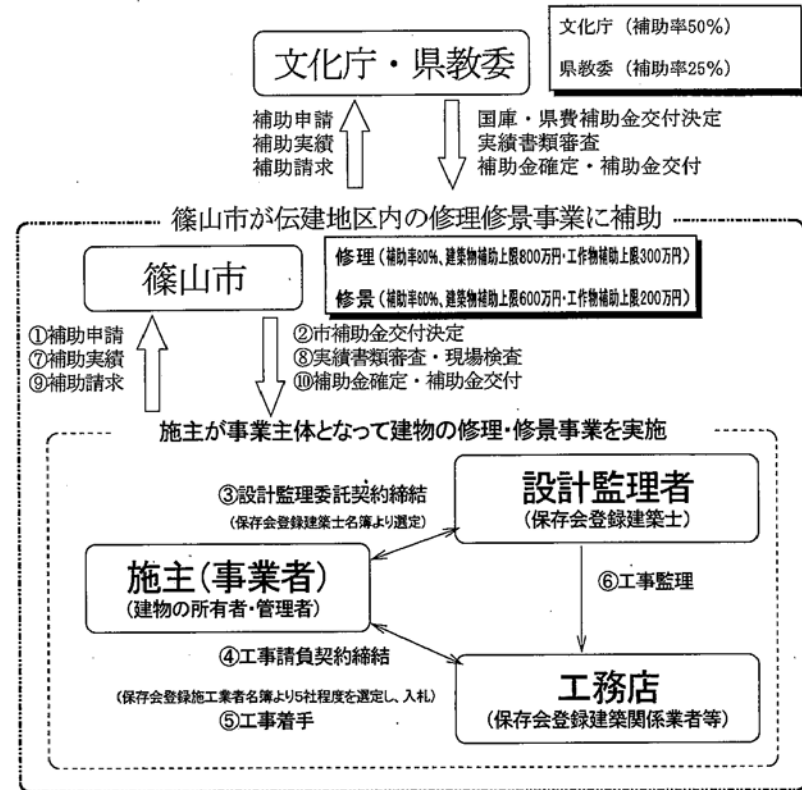 文化庁・県教委
文化庁(補助率50%)
県教委(補助率25%)
補助申請
補助実績
補助請求
国庫・県費補助金交付決定
実績書類審査
補助金確定・補助金交付
篠山市が伝建地区内の修理修景事業に補助
篠山市
修理(補助率80%、建築物補助上限800万円・工作物補助上限300万円)
修景(補助率60%、建築物補助上限600万円・工作物補助上限200万円)
①補助申請
⑦補助実績
⑨補助請求
②市補助金交付決定
⑧実績書類審査・現場検査
⑩補助金確定・補助金交付
施主が事業主体となって建物の修理・修景事業を実施
③設計監理委託契約締結
(保存会登録建築士名簿より選定)
設計監理者
(保存会登録建築士)
施主(事業者)
(建物の所有者・管理者)
⑥工事監理
④工事請負契約締結
(保存会登録施工業者名簿より5社程度を選定し、入札)
⑤工事着手
工務店
(保存会登録建築関係業者等)